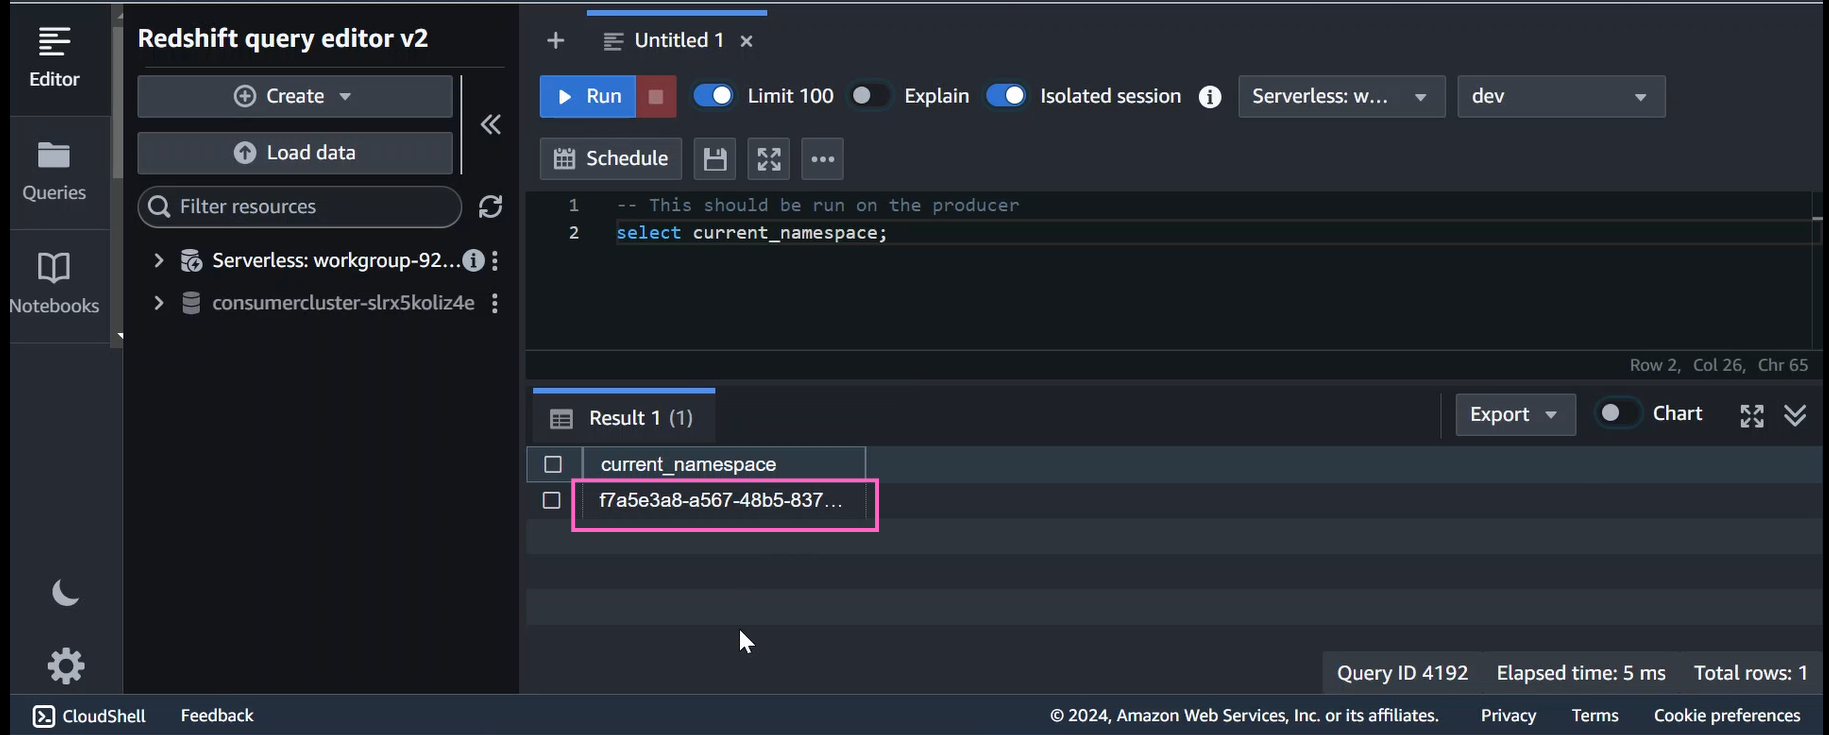 Editor
Queries
Notebooks
Redshift query editor v2
Create
Load data
Filter resources
Serverless: workgroup-92...
consumercluster-slrx5koliz4e
Untitled 1
Run
Limit 100
Explain
Isolated session
Serverless: w...
dev
Schedule
1 -- This should be run on the producer
2 select current_namespace;
Row 2, Col 26, Chr 65
Result 1 (1)
Export
Chart
current_namespace
f7a5e3a8-a567-48b5-837...
Query ID 4192 Elapsed time: 5 ms Total rows: 1
CloudShell Feedback © 2024, Amazon Web Services, Inc. or its affiliates. Privacy Terms Cookie preferences